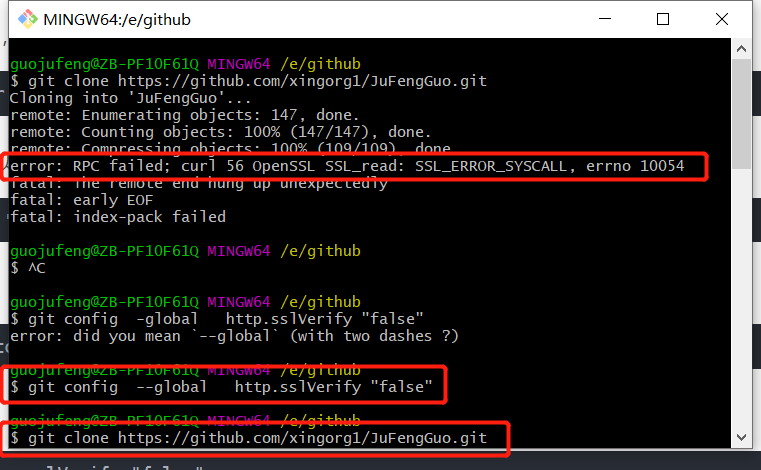 MINGW64:/e/github
guojufeng@ZB-PF10F61Q MINGW64 /e/github
$ git clone https://github.com/xingorg1/JuFengGuo.git
Cloning into 'JuFengGuo'...
remote: Enumerating objects: 147, done.
remote: Counting objects: 100% (147/147), done.
remote: Compressing objects: 100% (109/109), done.
error: RPC failed; curl 56 OpenSSL SSL_read: SSL_ERROR_SYSCALL, errno 10054
fatal: The remote end hung up unexpectedly
fatal: early EOF
fatal: index-pack failed
guojufeng@ZB-PF10F61Q MINGW64 /e/github
$ ^C
guojufeng@ZB-PF10F61Q MINGW64 /e/github
$ git config  -global   http.sslVerify "false"
error: did you mean `--global` (with two dashes ?)
guojufeng@ZB-PF10F61Q MINGW64 /e/github
$ git config  --global   http.sslVerify "false"
guojufeng@ZB-PF10F61Q MINGW64 /e/github
$ git clone https://github.com/xingorg1/JuFengGuo.git